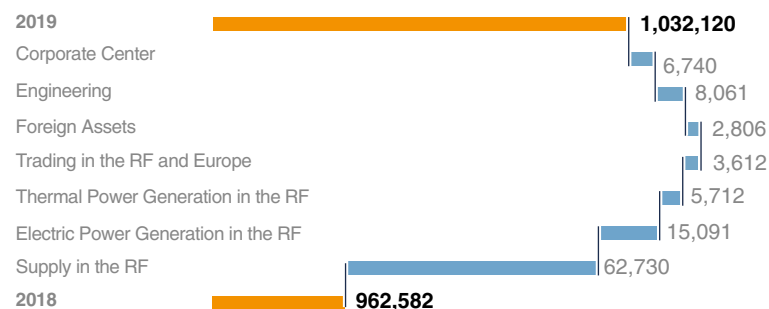 2019 1,032,120
Corporate Center 6,740
Engineering 8,061
Foreign Assets 2,806
Trading in the RF and Europe 3,612
Thermal Power Generation in the RF 5,712
Electric Power Generation in the RF 15,091
Supply in the RF 62,730
2018 962,582